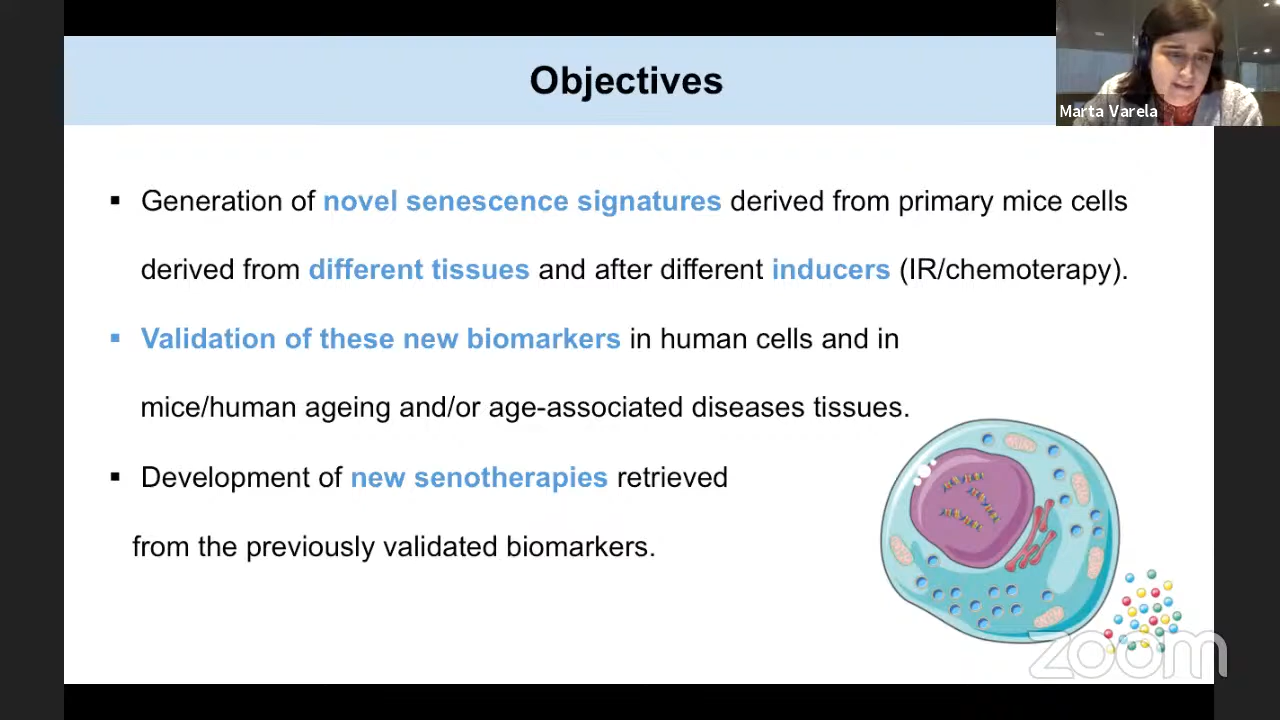 Objectives
Marta Varela
▪ Generation of novel senescence signatures derived from primary mice cells
derived from different tissues and after different inducers (IR/chemoterapy).
▪ Validation of these new biomarkers in human cells and in
mice/human ageing and/or age-associated diseases tissues.
▪ Development of new senotherapies retrieved
from the previously validated biomarkers.
zoom